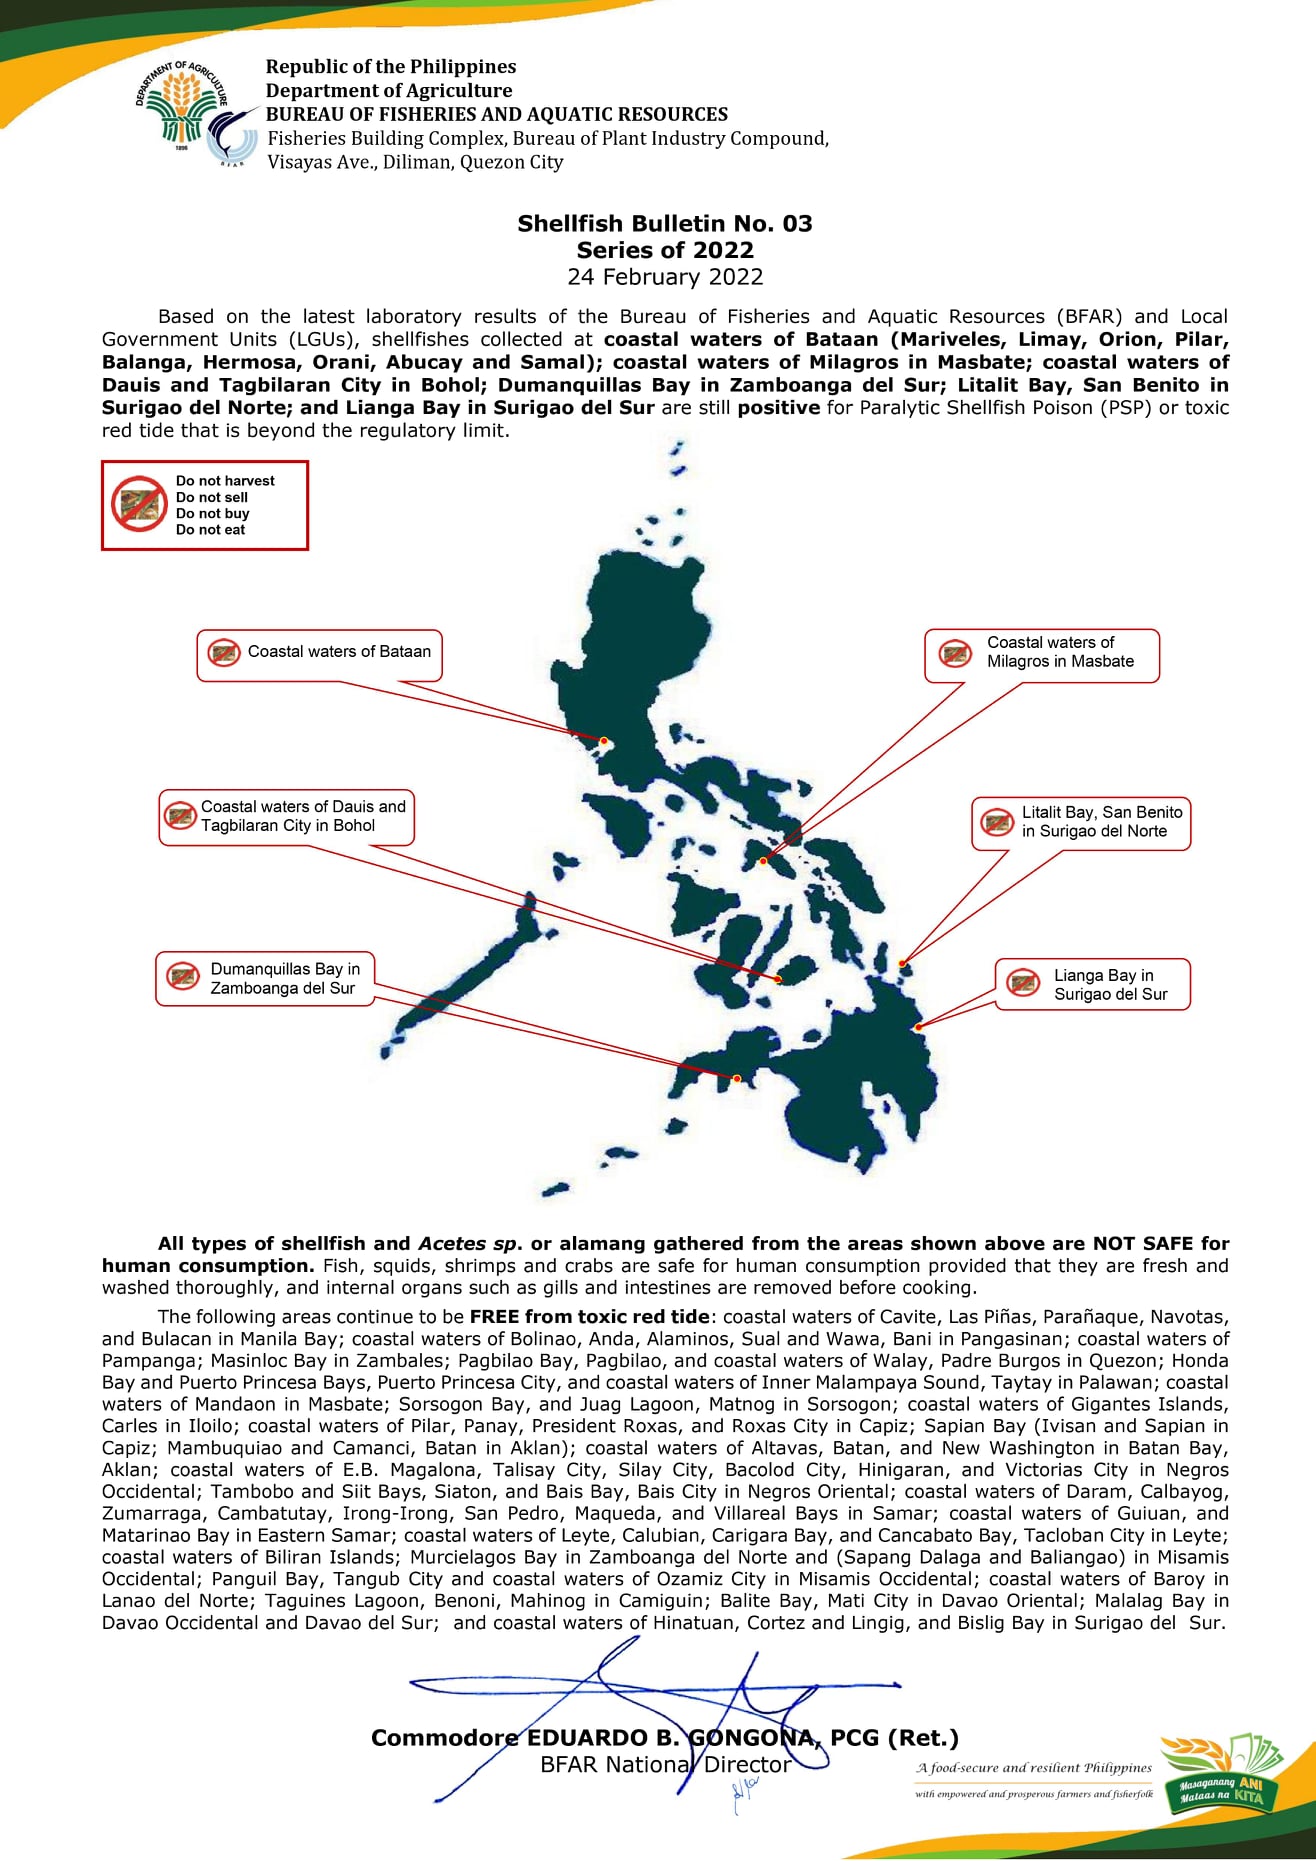 DEPARTMENT OF AGRICULTURE
1898
B F A R
Republic of the Philippines
Department of Agriculture
BUREAU OF FISHERIES AND AQUATIC RESOURCES
Fisheries Building Complex, Bureau of Plant Industry Compound,
Visayas Ave., Diliman, Quezon City
Shellfish Bulletin No. 03
Series of 2022
24 February 2022
Based on the latest laboratory results of the Bureau of Fisheries and Aquatic Resources (BFAR) and Local
Government Units (LGUs), shellfishes collected at coastal waters of Bataan (Mariveles, Limay, Orion, Pilar,
Balanga, Hermosa, Orani, Abucay and Samal); coastal waters of Milagros in Masbate; coastal waters of
Dauis and Tagbilaran City in Bohol; Dumanquillas Bay in Zamboanga del Sur; Litalit Bay, San Benito in
Surigao del Norte; and Lianga Bay in Surigao del Sur are still positive for Paralytic Shellfish Poison (PSP) or toxic
red tide that is beyond the regulatory limit.
Do not harvest
Do not sell
Do not buy
Do not eat
Coastal waters of Bataan
Coastal waters of
Milagros in Masbate
Coastal waters of Dauis and
Tagbilaran City in Bohol
Litalit Bay, San Benito
in Surigao del Norte
Dumanquillas Bay in
Zamboanga del Sur
Lianga Bay in
Surigao del Sur
All types of shellfish and Acetes sp. or alamang gathered from the areas shown above are NOT SAFE for
human consumption. Fish, squids, shrimps and crabs are safe for human consumption provided that they are fresh and
washed thoroughly, and internal organs such as gills and intestines are removed before cooking.
The following areas continue to be FREE from toxic red tide: coastal waters of Cavite, Las Piñas, Parañaque, Navotas,
and Bulacan in Manila Bay; coastal waters of Bolinao, Anda, Alaminos, Sual and Wawa, Bani in Pangasinan; coastal waters of
Pampanga; Masinloc Bay in Zambales; Pagbilao Bay, Pagbilao, and coastal waters of Walay, Padre Burgos in Quezon; Honda
Bay and Puerto Princesa Bays, Puerto Princesa City, and coastal waters of Inner Malampaya Sound, Taytay in Palawan; coastal
waters of Mandaon in Masbate; Sorsogon Bay, and Juag Lagoon, Matnog in Sorsogon; coastal waters of Gigantes Islands,
Carles in Iloilo; coastal waters of Pilar, Panay, President Roxas, and Roxas City in Capiz; Sapian Bay (Ivisan and Sapian in
Capiz; Mambuquiao and Camanci, Batan in Aklan); coastal waters of Altavas, Batan, and New Washington in Batan Bay,
Aklan; coastal waters of E.B. Magalona, Talisay City, Silay City, Bacolod City, Hinigaran, and Victorias City in Negros
Occidental; Tambobo and Siit Bays, Siaton, and Bais Bay, Bais City in Negros Oriental; coastal waters of Daram, Calbayog,
Zumarraga, Cambatutay, Irong-Irong, San Pedro, Maqueda, and Villareal Bays in Samar; coastal waters of Guiuan, and
Matarinao Bay in Eastern Samar; coastal waters of Leyte, Calubian, Carigara Bay, and Cancabato Bay, Tacloban City in Leyte;
coastal waters of Biliran Islands; Murcielagos Bay in Zamboanga del Norte and (Sapang Dalaga and Baliangao) in Misamis
Occidental; Panguil Bay, Tangub City and coastal waters of Ozamiz City in Misamis Occidental; coastal waters of Baroy in
Lanao del Norte; Taguines Lagoon, Benoni, Mahinog in Camiguin; Balite Bay, Mati City in Davao Oriental; Malalag Bay in
Davao Occidental and Davao del Sur; and coastal waters of Hinatuan, Cortez and Lingig, and Bislig Bay in Surigao del Sur.
Commodore EDUARDO B. GONGONA, PCG (Ret.)
BFAR National Director
A food-secure and resilient Philippines
with empowered and prosperous farmers and fisherfolk
Masaganang ANI
Mataas na KITA